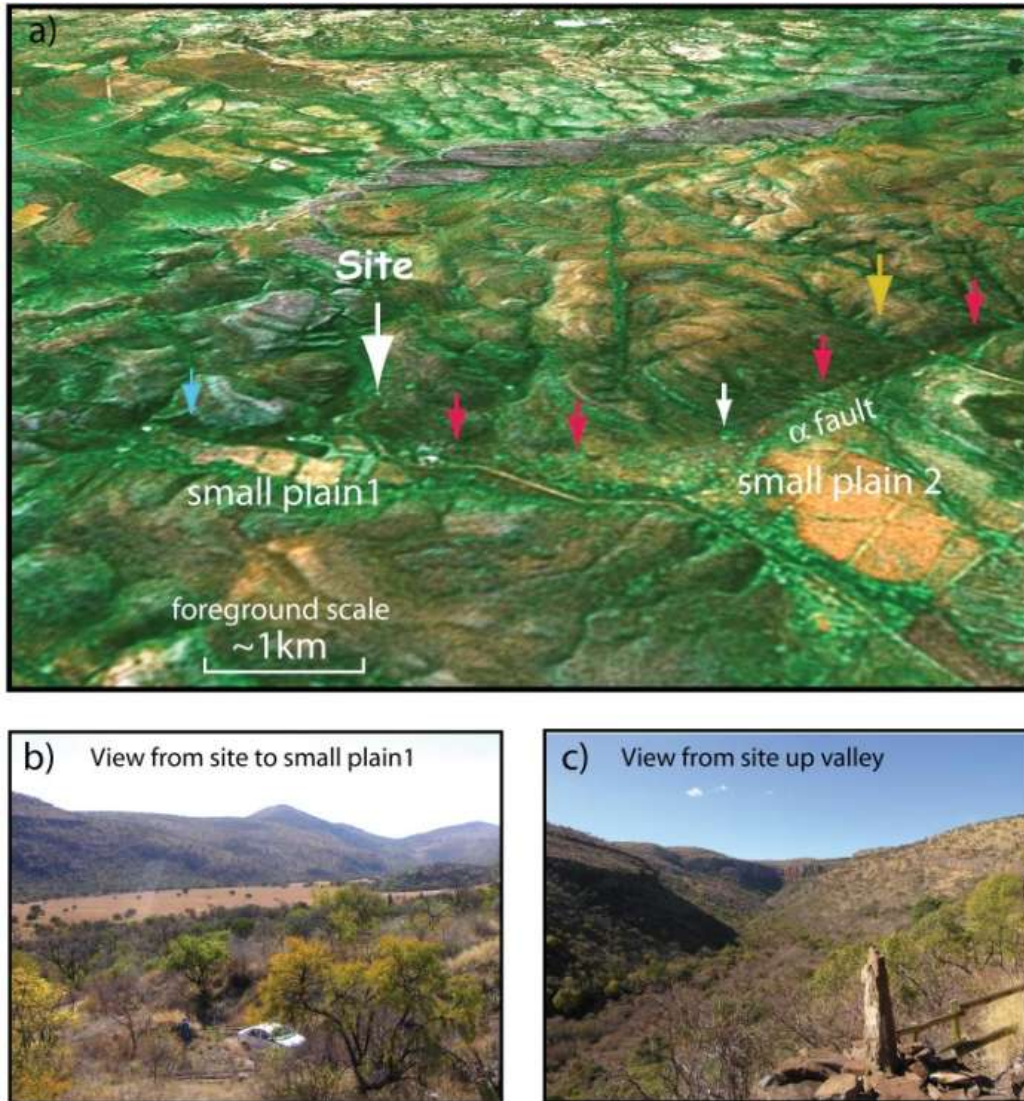 a)
Site
α fault
small plain1
small plain 2
foreground scale
~1km
b)
View from site to small plain1
c)
View from site up valley